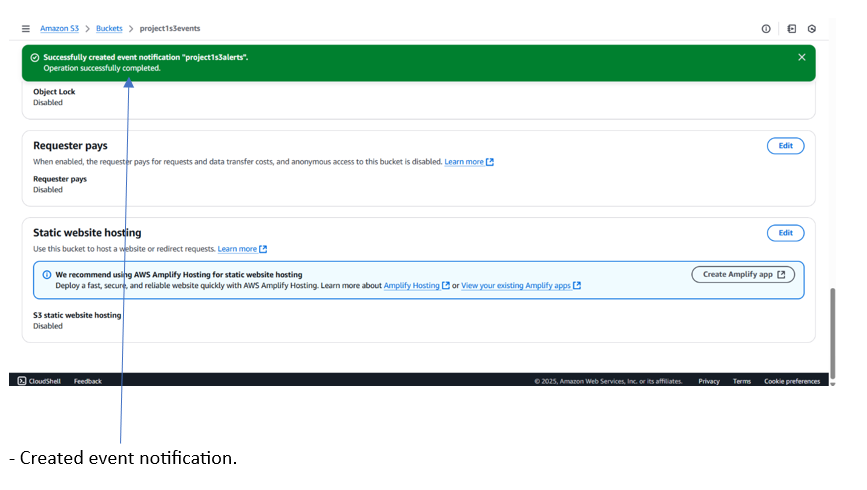 Amazon S3 > Buckets > project1s3events
Successfully created event notification "project1s3alerts".
Operation successfully completed.
Object Lock
Disabled
Requester pays
Edit
When enabled, the requester pays for requests and data transfer costs, and anonymous access to this bucket is disabled. Learn more
Requester pays
Disabled
Static website hosting
Edit
Use this bucket to host a website or redirect requests. Learn more
We recommend using AWS Amplify Hosting for static website hosting
Create Amplify app
Deploy a fast, secure, and reliable website quickly with AWS Amplify Hosting. Learn more about Amplify Hosting or View your existing Amplify apps
S3 static website hosting
Disabled
CloudShell Feedback © 2025, Amazon Web Services, Inc. or its affiliates. Privacy Terms Cookie preferences
- Created event notification.